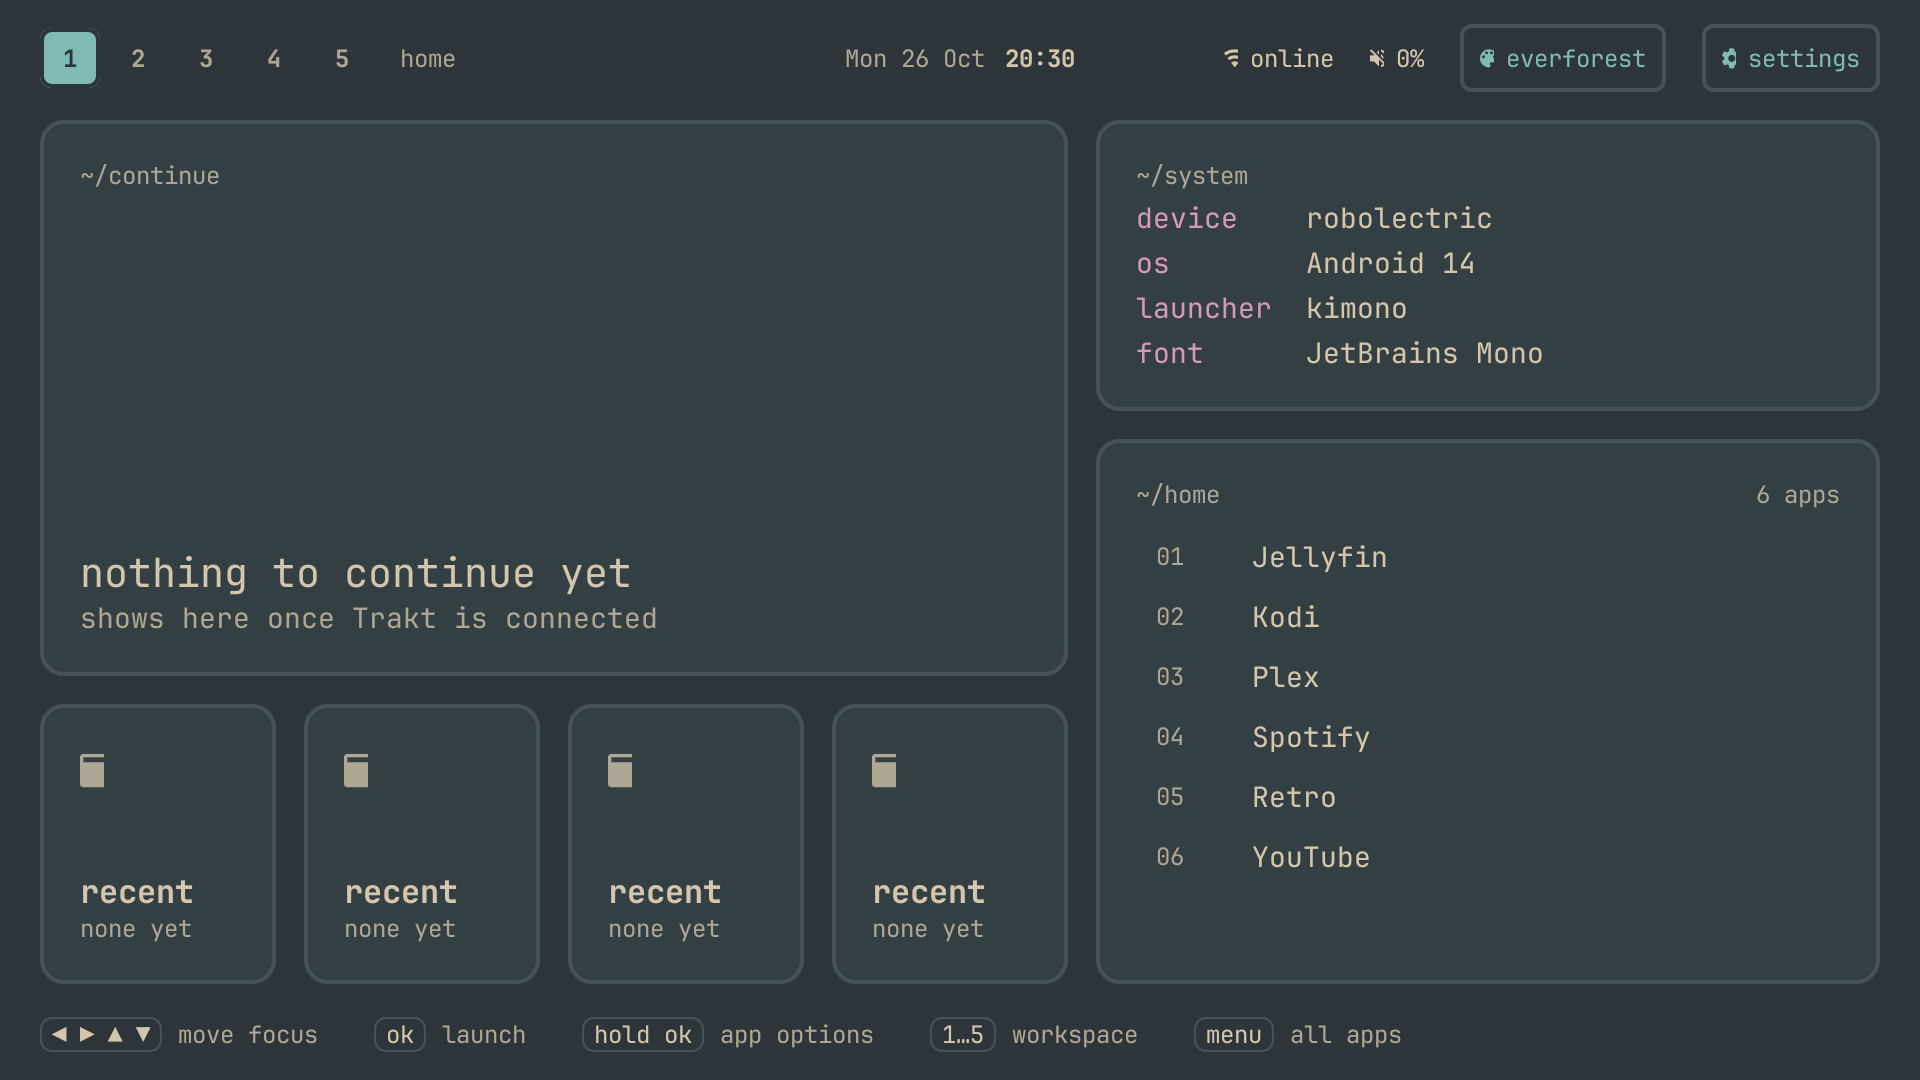 1 2 3 4 5 home
Mon 26 Oct 20:30
online 0% everforest settings
~/continue
nothing to continue yet
shows here once Trakt is connected
~/system
device robolectric
os Android 14
launcher kimono
font JetBrains Mono
~/home 6 apps
01 Jellyfin
02 Kodi
03 Plex
04 Spotify
05 Retro
06 YouTube
recent
none yet
recent
none yet
recent
none yet
recent
none yet
◀ ▶ ▲ ▼ move focus ok launch hold ok app options 1…5 workspace menu all apps